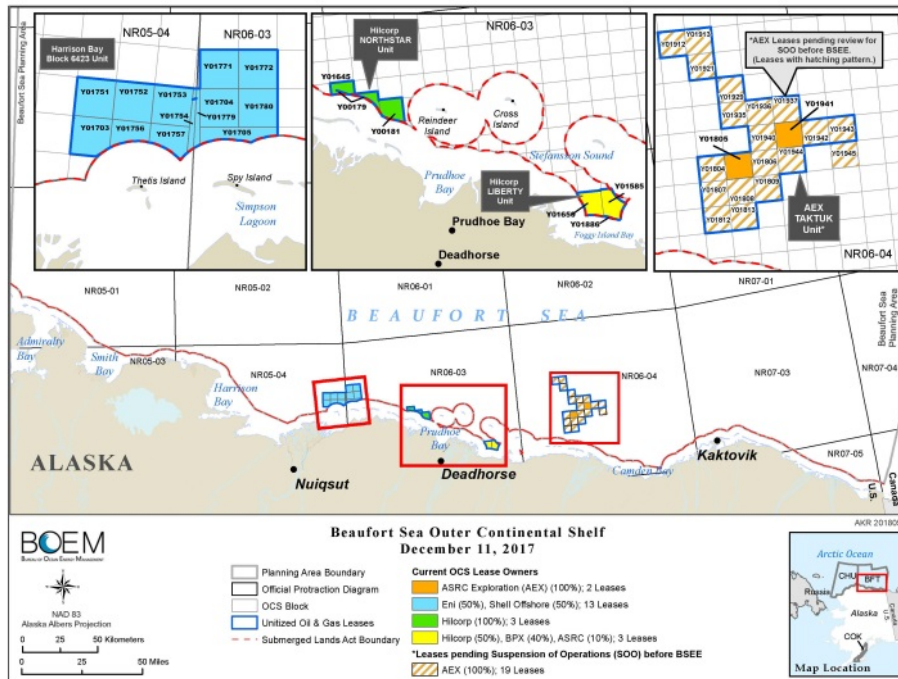 NR05-04
NR06-03
Beaufort Sea Planning Area
Harrison Bay
Block 6423 Unit
Y01771
Y01772
Y01751
Y01752
Y01753
Y01754
Y01704
Y01780
Y01779
Y01703
Y01756
Y01757
Y01705
Thetis Island
Spy Island
Simpson
Lagoon
Hilcorp
NORTHSTAR
Unit
Y01645
Y00179
Y00181
Reindeer
Island
Cross
Island
Stefansson Sound
Prudhoe
Bay
Hilcorp
LIBERTY
Unit
Y01585
Y01650
Y01886
Foggy Island Bay
Prudhoe Bay
Deadhorse
Y01912
Y01913
Y01921
*AEX Leases pending review for
SOO before BSEE.
(Leases with hatching pattern.)
Y01935
Y01936
Y01937
Y01941
Y01805
Y01940
Y01942
Y01943
Y01944
Y01945
Y01804
Y01806
Y01807
Y01808
Y01809
Y01812
Y01813
AEX
TAKTUK
Unit*
NR06-04
NR05-01
NR05-02
NR06-01
NR06-02
NR07-01
Beaufort Sea
Planning Area
BEAUFORT SEA
Admiralty
Bay
Smith
Bay
NR05-03
Harrison
Bay
NR05-04
NR06-03
NR06-04
NR07-03
NR07-04
Prudhoe
Bay
ALASKA
Nuiqsut
Deadhorse
Camden Bay
Kaktovik
NR07-05
U.S.
Canada
BOEM
BUREAU OF OCEAN ENERGY MANAGEMENT
NAD 83
Alaska Albers Projection
0 25 50 Kilometers
0 25 50 Miles
Beaufort Sea Outer Continental Shelf
December 11, 2017
Planning Area Boundary
Official Protraction Diagram
OCS Block
Unitized Oil & Gas Leases
Submerged Lands Act Boundary
Current OCS Lease Owners
ASRC Exploration (AEX) (100%); 2 Leases
Eni (50%), Shell Offshore (50%); 13 Leases
Hilcorp (100%); 3 Leases
Hilcorp (50%), BPX (40%), ASRC (10%); 3 Leases
*Leases pending Suspension of Operations (SOO) before BSEE
AEX (100%); 19 Leases
Arctic Ocean
CHU
BFT
Russia
Alaska
U.S.
Canada
COK
Map Location